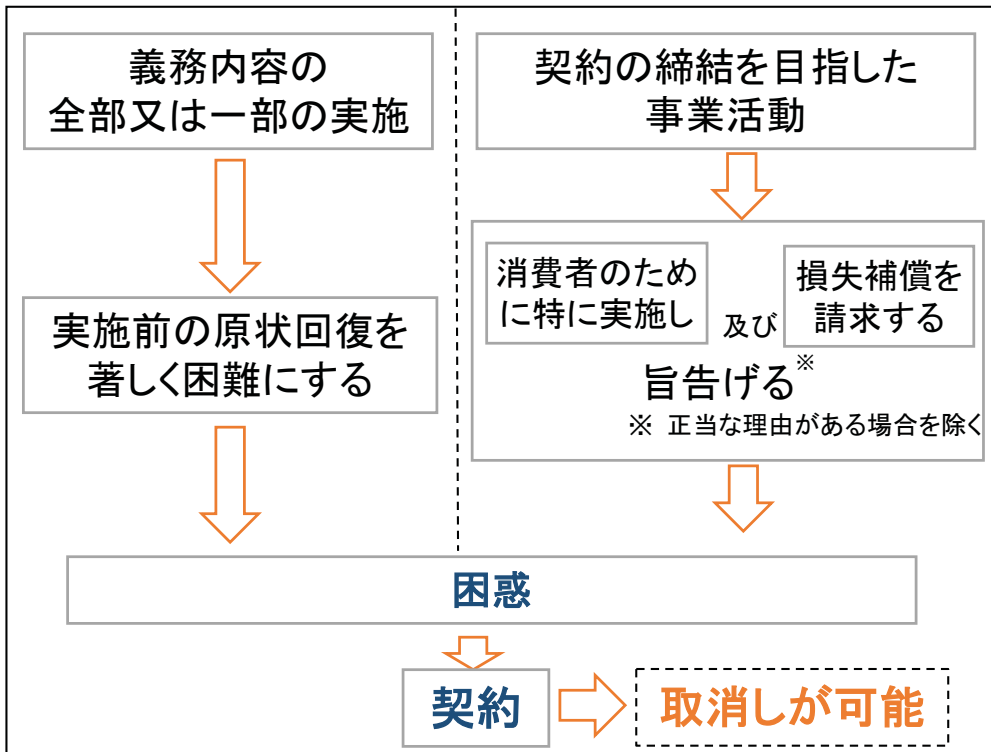 義務内容の
全部又は一部の実施
実施前の原状回復を
著しく困難にする
契約の締結を目指した
事業活動
消費者のため
に特に実施し
及び
損失補償を
請求する
旨告げる※
※ 正当な理由がある場合を除く
困惑
契約
取消しが可能